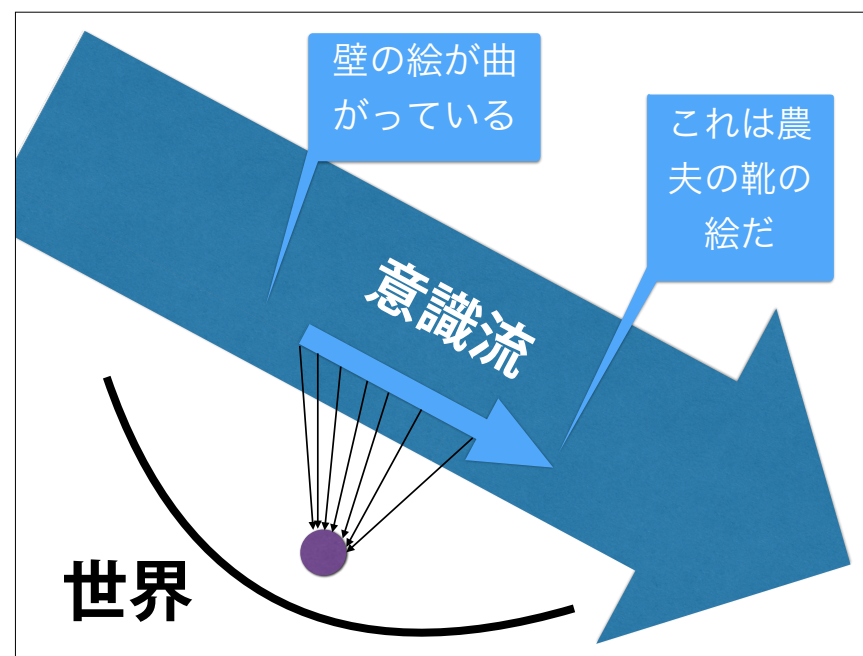 壁の絵が曲
がっている
これは農
夫の靴の
絵だ
意識流
世界